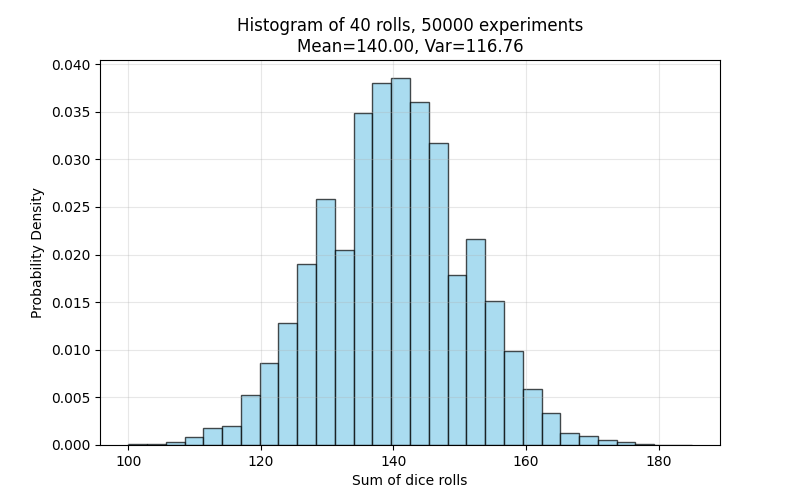 Histogram of 40 rolls, 50000 experiments
Mean=140.00, Var=116.76
0.040
0.035
0.030
0.025
0.020
0.015
0.010
0.005
0.000
Probability Density
100 120 140 160 180
Sum of dice rolls